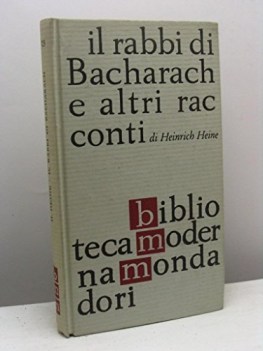 il rabbi di
Bacharach
e altri rac
conti di Heinrich Heine
biblio
tecamoder
namonda
dori